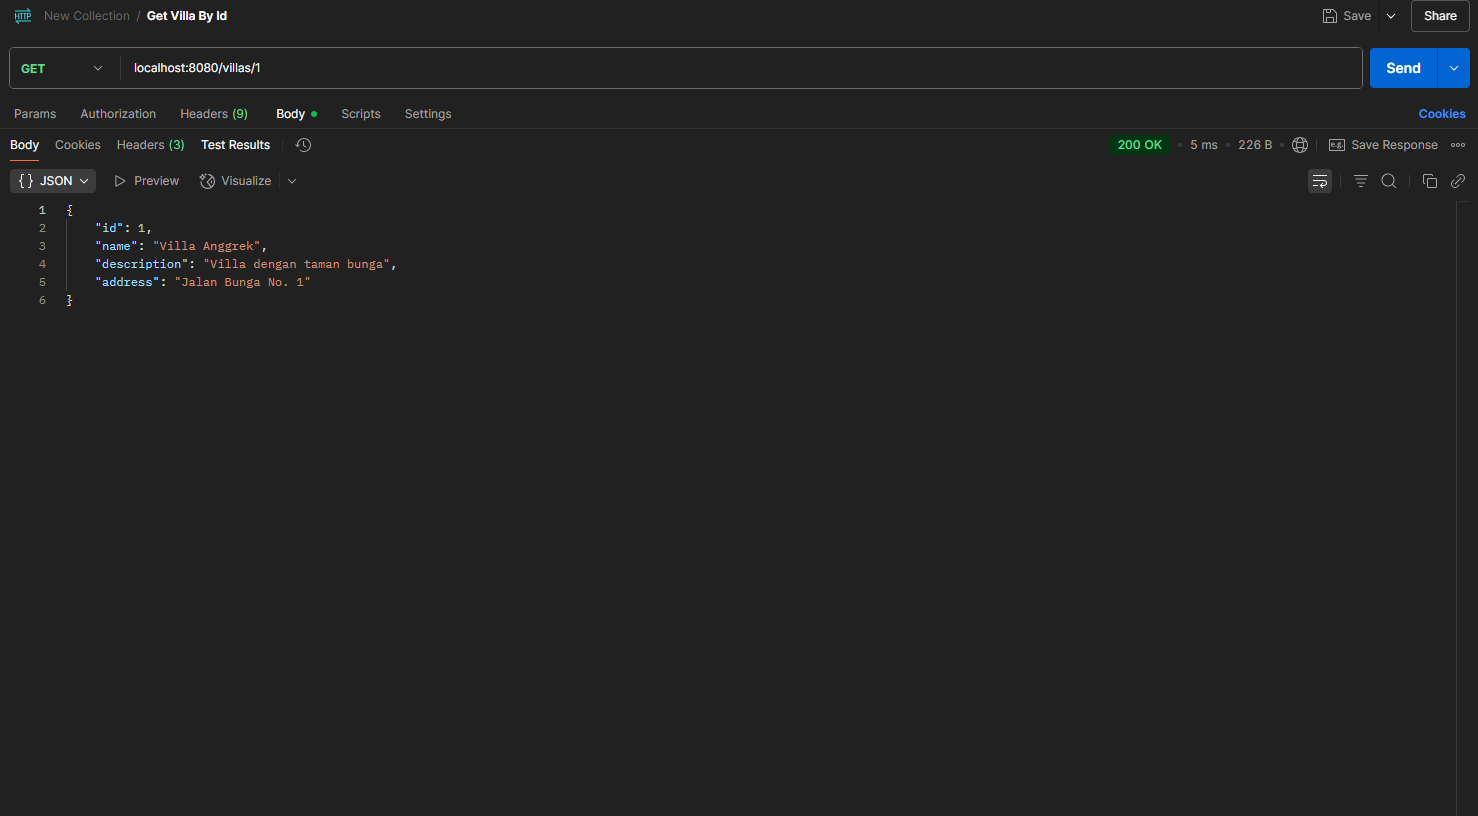 HTTP New Collection / Get Villa By Id Save Share
GET localhost:8080/villas/1 Send
Params Authorization Headers (9) Body Scripts Settings Cookies
Body Cookies Headers (3) Test Results 200 OK 5 ms 226 B e.g. Save Response
{} JSON Preview Visualize
1 {
2 "id": 1,
3 "name": "Villa Anggrek",
4 "description": "Villa dengan taman bunga",
5 "address": "Jalan Bunga No. 1"
6 }